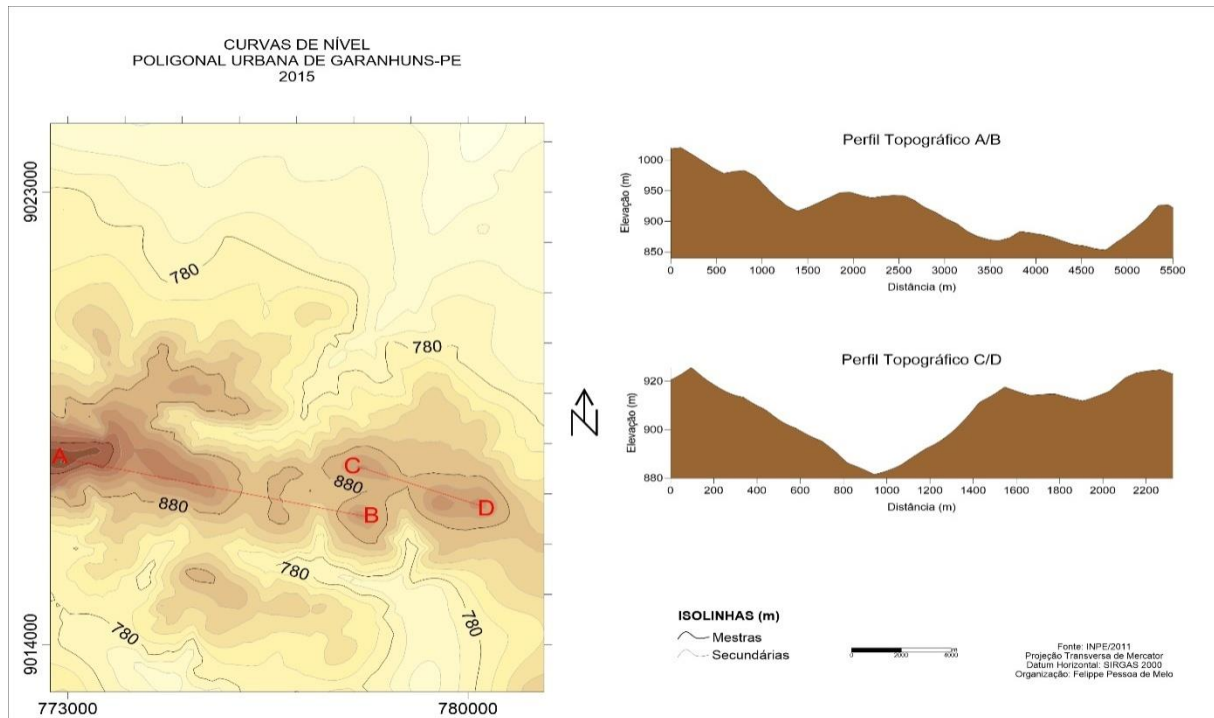 CURVAS DE NÍVEL
POLIGONAL URBANA DE GARANHUNS-PE
2015
9023000
9014000
773000
780000
780
780
A
C
880
880
B
D
780
780
780
N
Perfil Topográfico A/B
Elevação (m)
1000
950
900
850
0 500 1000 1500 2000 2500 3000 3500 4000 4500 5000 5500
Distância (m)
Perfil Topográfico C/D
Elevação (m)
920
900
880
0 200 400 600 800 1000 1200 1400 1600 1800 2000 2200
Distância (m)
ISOLINHAS (m)
Mestras
Secundárias
0 2000
Fonte: INPE/2011
Projeção Transversa de Mercator
Datum Horizontal: SIRGAS 2000
Organização: Felippe Pessoa de Melo